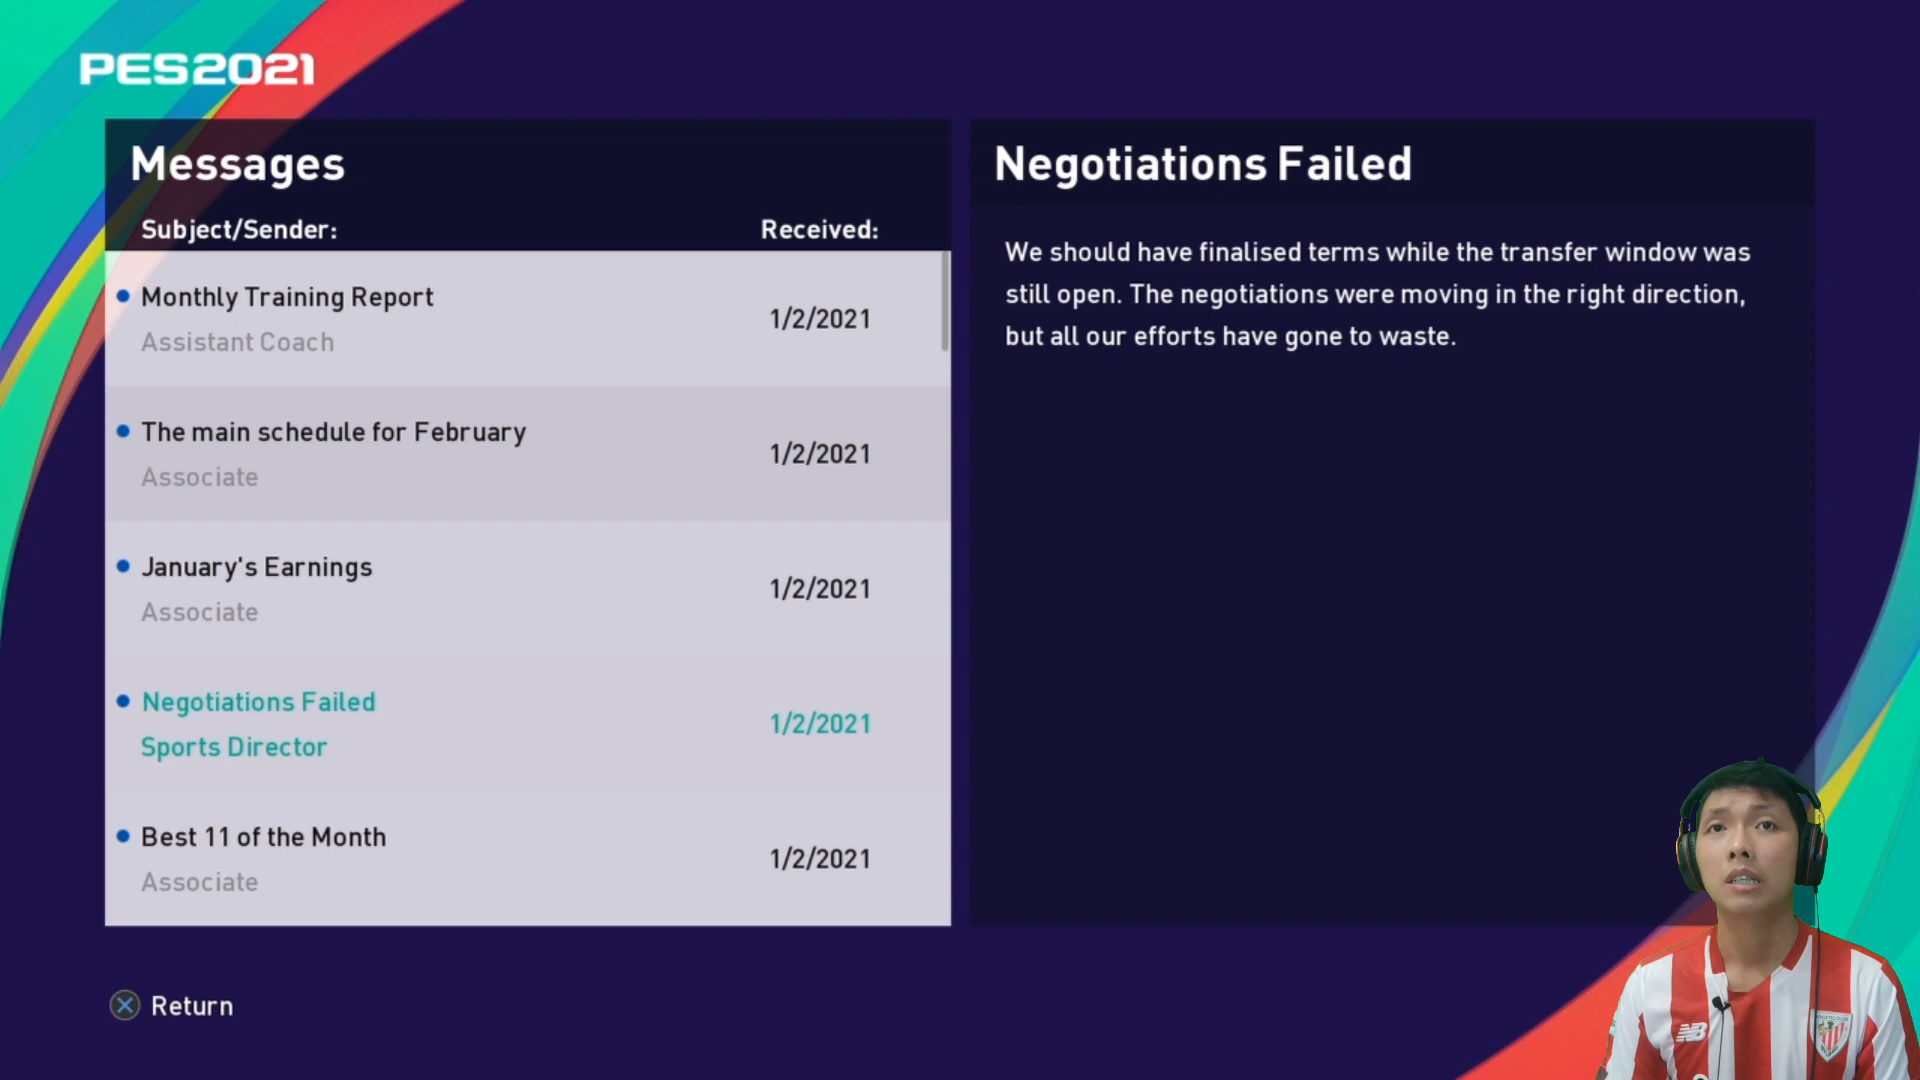 PES2021
Messages
Subject/Sender:
Received:
Monthly Training Report
Assistant Coach
1/2/2021
The main schedule for February
Associate
1/2/2021
January's Earnings
Associate
1/2/2021
Negotiations Failed
Sports Director
1/2/2021
Best 11 of the Month
Associate
1/2/2021
Negotiations Failed
We should have finalised terms while the transfer window was
still open. The negotiations were moving in the right direction,
but all our efforts have gone to waste.
Return
NB